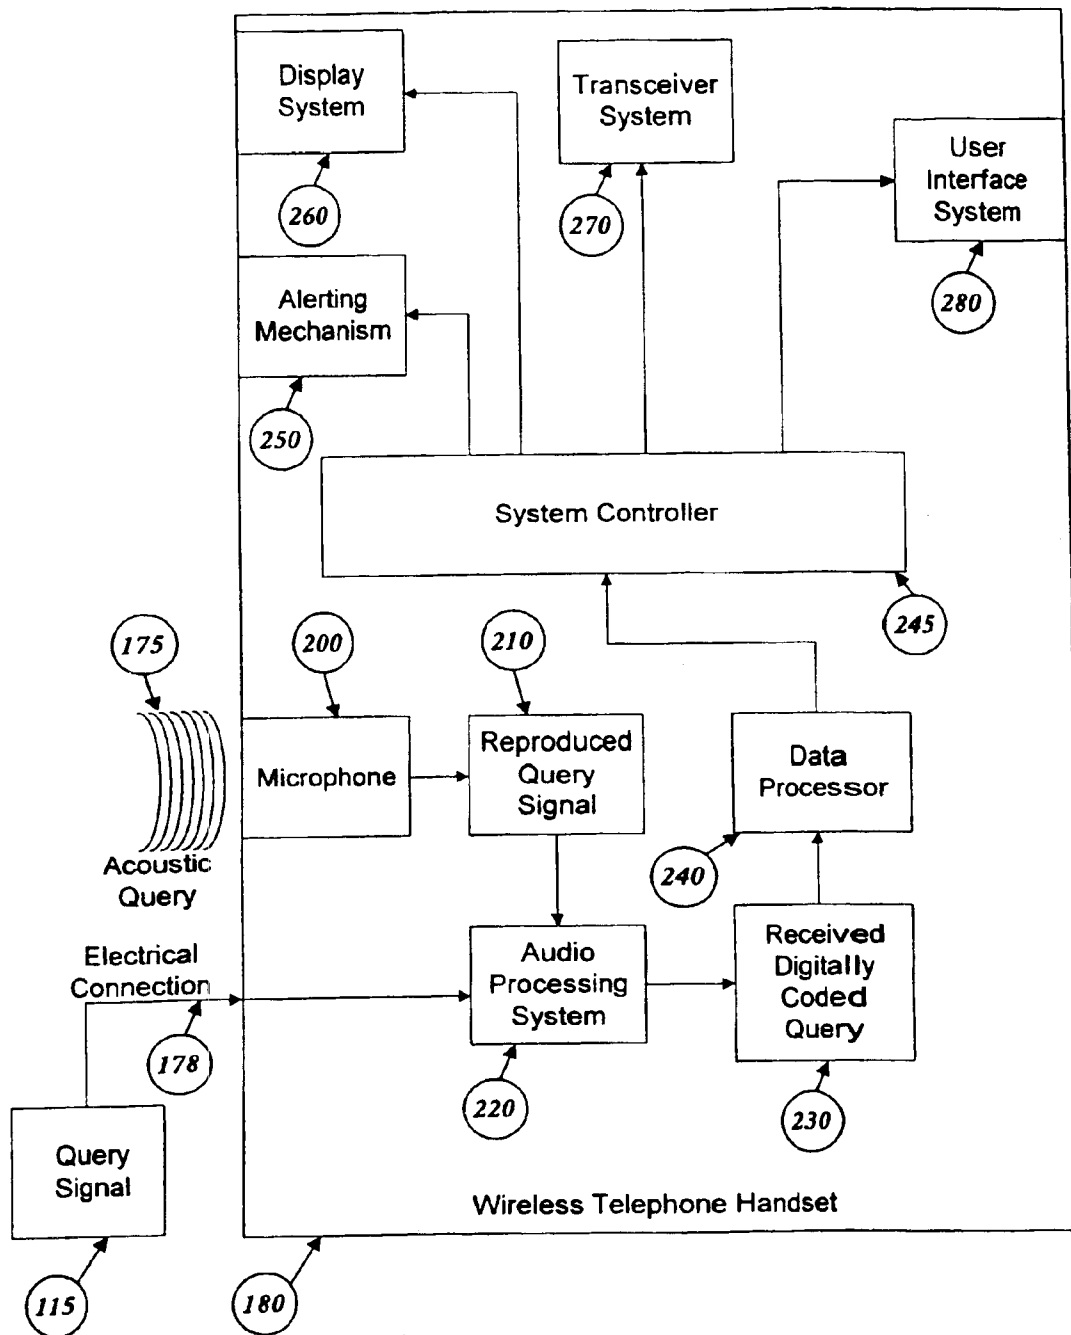 Display
System
Transceiver
System
User
Interface
System
260
270
280
Alerting
Mechanism
250
System Controller
245
175
200
210
Acoustic
Query
Microphone
Reproduced
Query
Signal
Data
Processor
240
Electrical
Connection
178
Audio
Processing
System
Received
Digitally
Coded
Query
220
230
Query
Signal
Wireless Telephone Handset
115
180